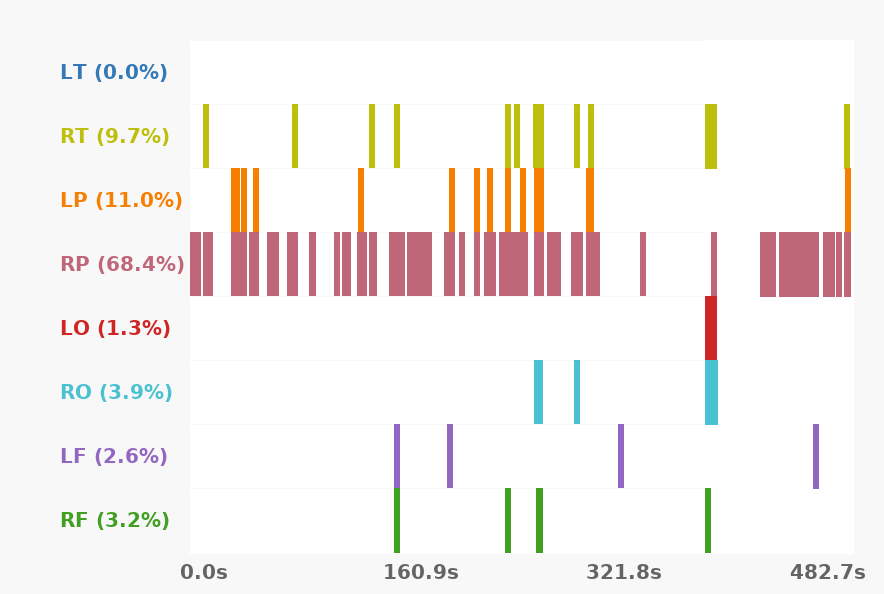 LT (0.0%)
RT (9.7%)
LP (11.0%)
RP (68.4%)
LO (1.3%)
RO (3.9%)
LF (2.6%)
RF (3.2%)
0.0s 160.9s 321.8s 482.7s